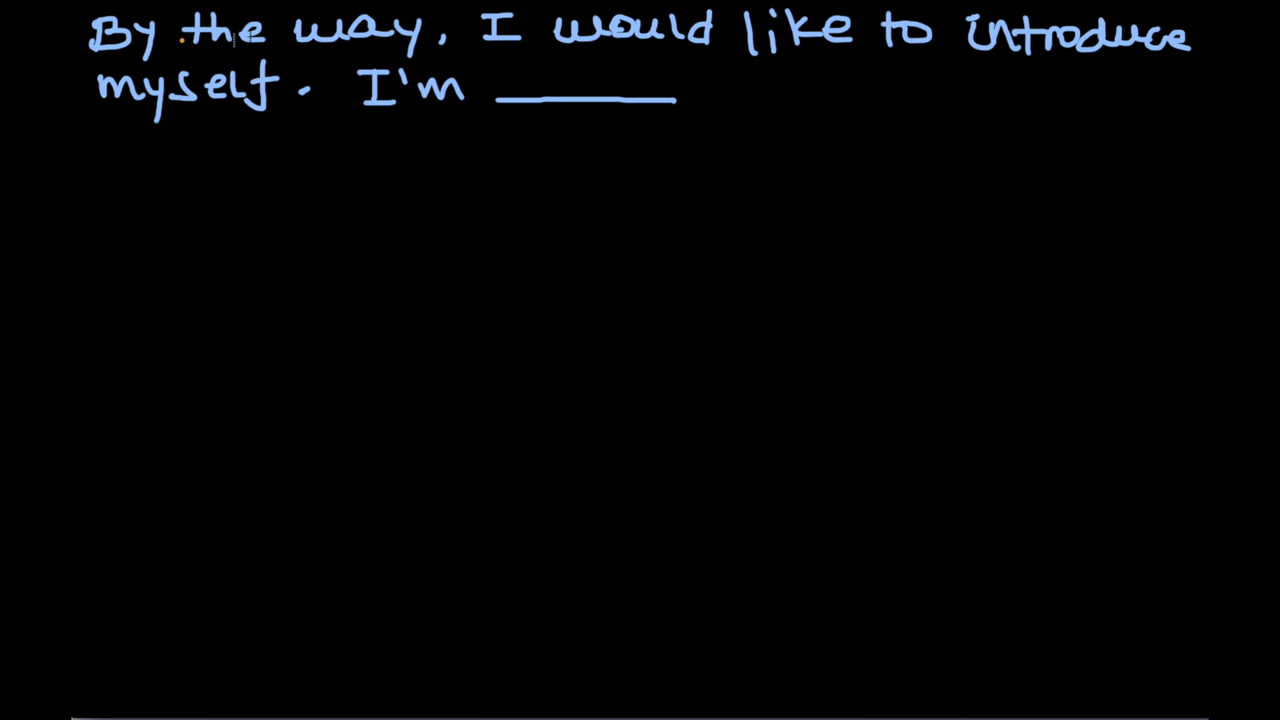 By the way, I would like to introduce
myself. I'm ______